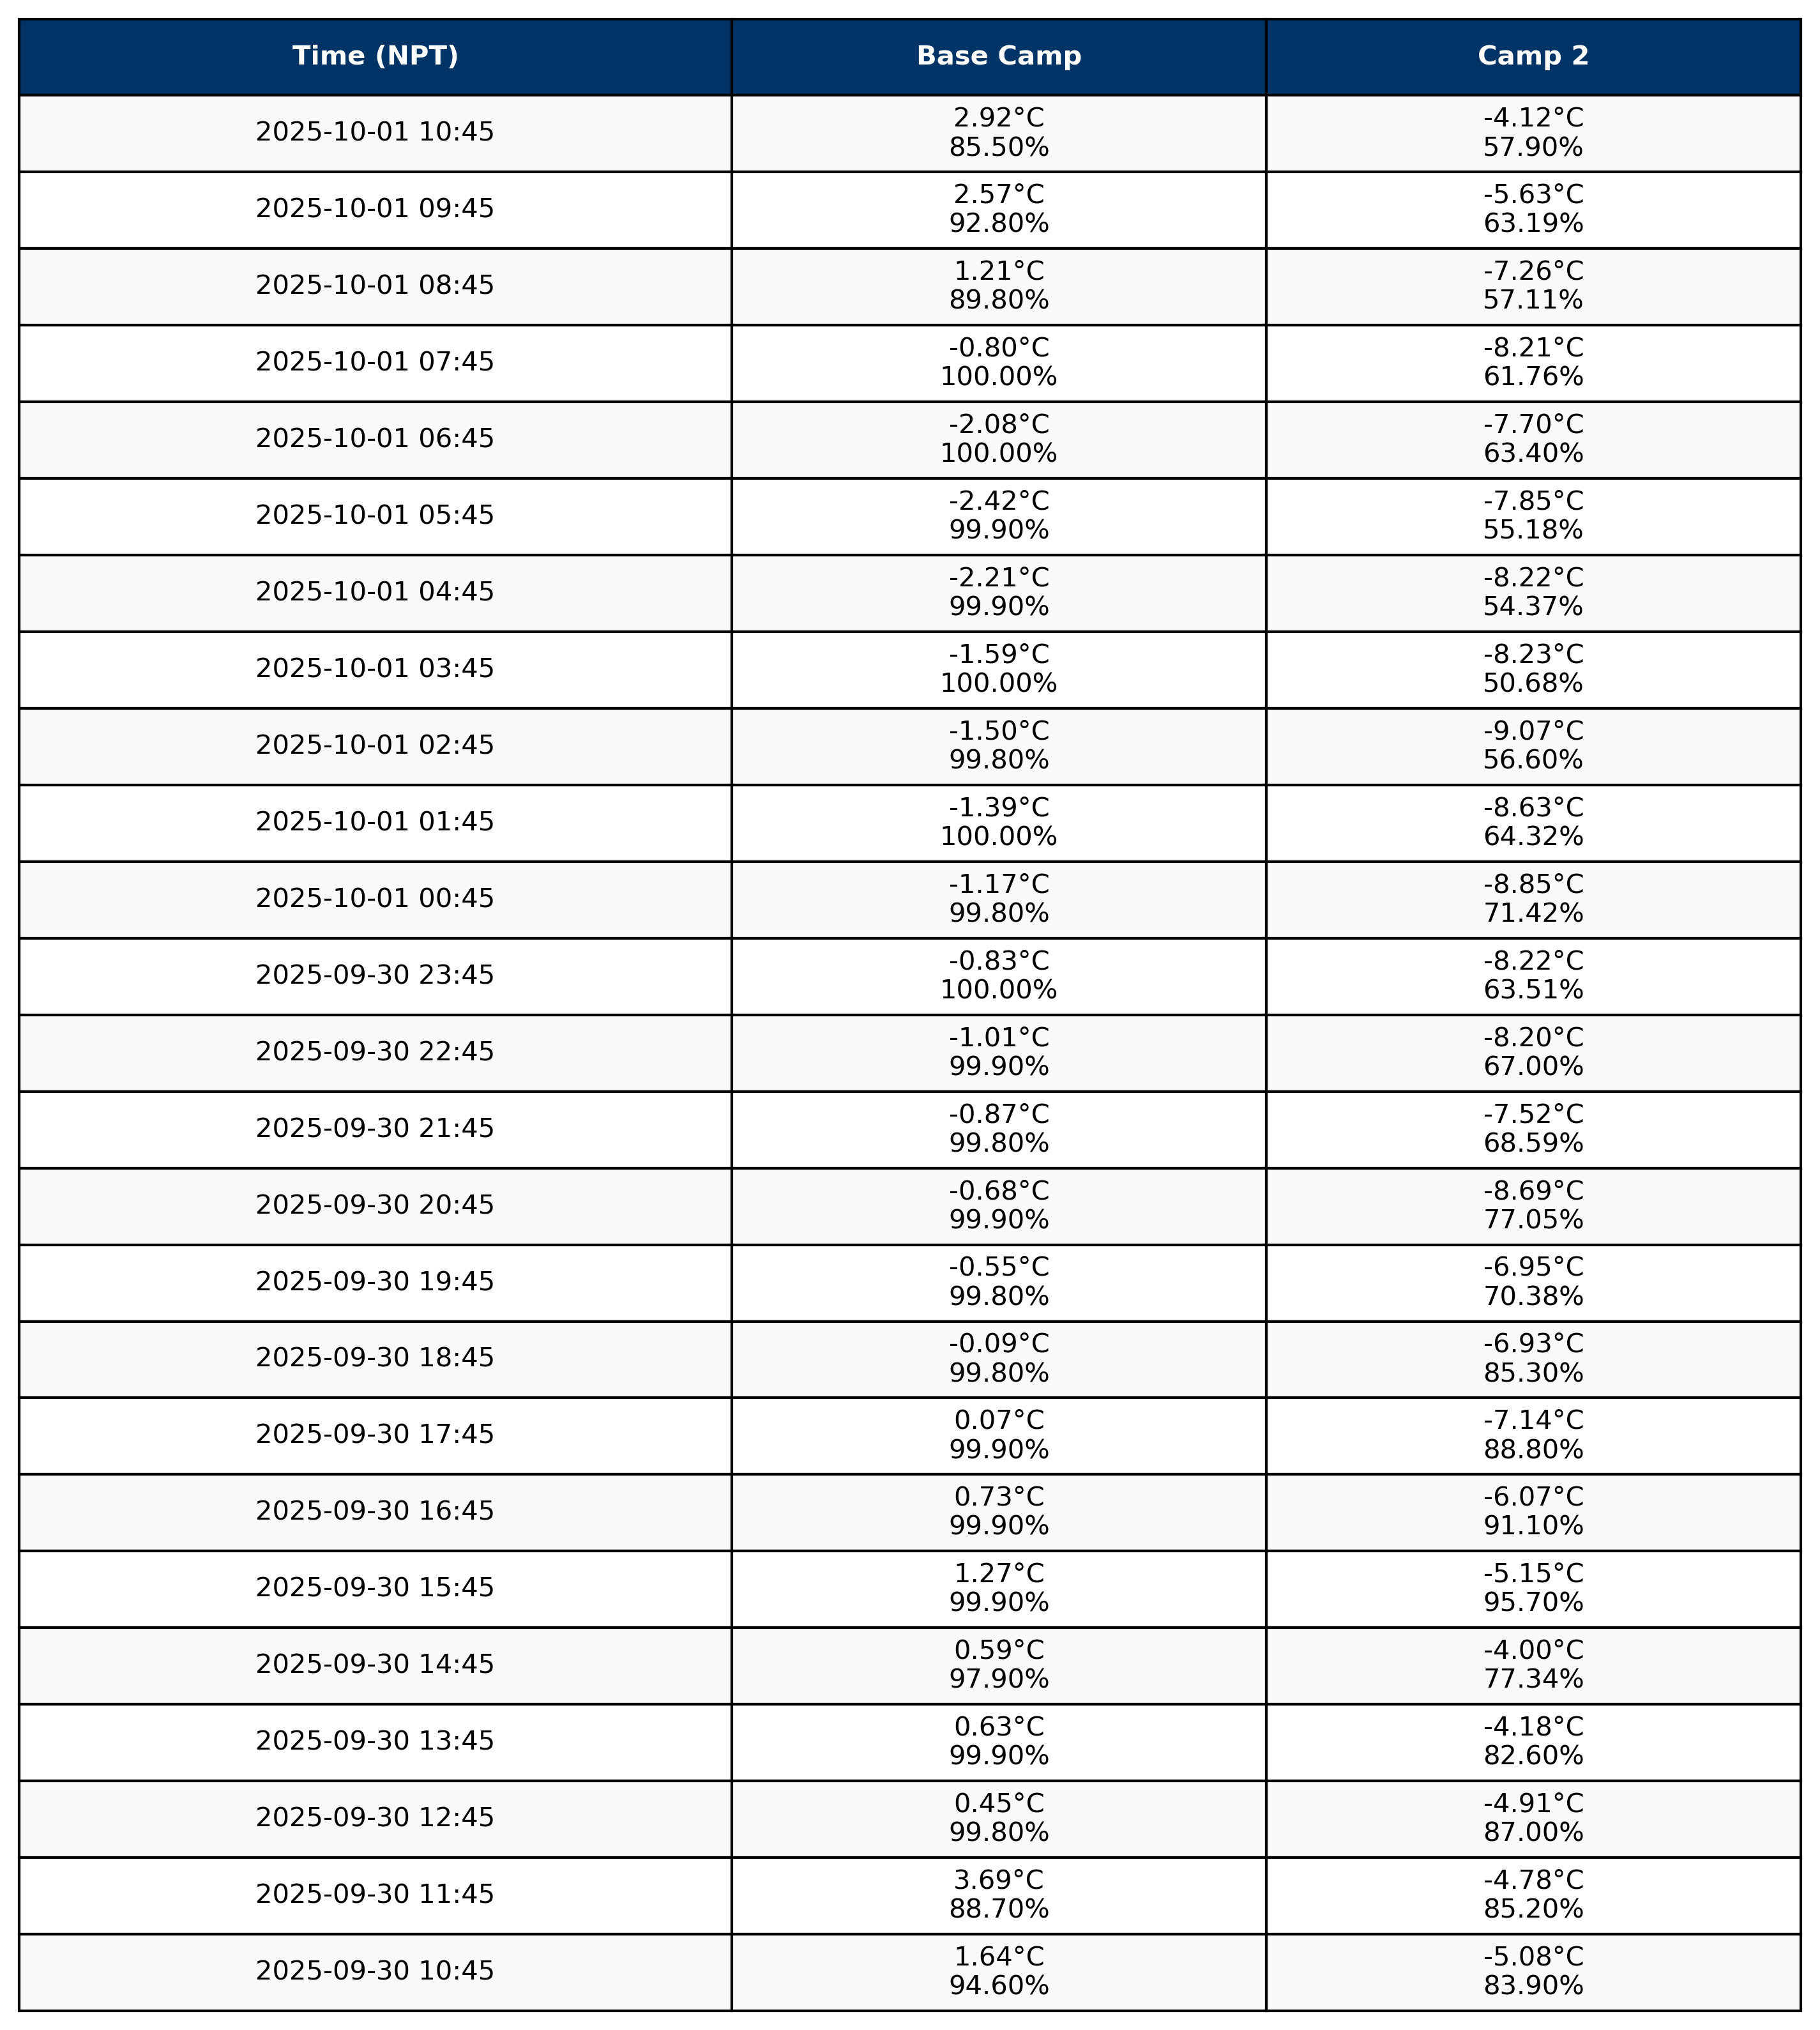 Time (NPT) Base Camp Camp 2
2025-10-01 10:45 2.92°C -4.12°C
85.50% 57.90%
2025-10-01 09:45 2.57°C -5.63°C
92.80% 63.19%
2025-10-01 08:45 1.21°C -7.26°C
89.80% 57.11%
2025-10-01 07:45 -0.80°C -8.21°C
100.00% 61.76%
2025-10-01 06:45 -2.08°C -7.70°C
100.00% 63.40%
2025-10-01 05:45 -2.42°C -7.85°C
99.90% 55.18%
2025-10-01 04:45 -2.21°C -8.22°C
99.90% 54.37%
2025-10-01 03:45 -1.59°C -8.23°C
100.00% 50.68%
2025-10-01 02:45 -1.50°C -9.07°C
99.80% 56.60%
2025-10-01 01:45 -1.39°C -8.63°C
100.00% 64.32%
2025-10-01 00:45 -1.17°C -8.85°C
99.80% 71.42%
2025-09-30 23:45 -0.83°C -8.22°C
100.00% 63.51%
2025-09-30 22:45 -1.01°C -8.20°C
99.90% 67.00%
2025-09-30 21:45 -0.87°C -7.52°C
99.80% 68.59%
2025-09-30 20:45 -0.68°C -8.69°C
99.90% 77.05%
2025-09-30 19:45 -0.55°C -6.95°C
99.80% 70.38%
2025-09-30 18:45 -0.09°C -6.93°C
99.80% 85.30%
2025-09-30 17:45 0.07°C -7.14°C
99.90% 88.80%
2025-09-30 16:45 0.73°C -6.07°C
99.90% 91.10%
2025-09-30 15:45 1.27°C -5.15°C
99.90% 95.70%
2025-09-30 14:45 0.59°C -4.00°C
97.90% 77.34%
2025-09-30 13:45 0.63°C -4.18°C
99.90% 82.60%
2025-09-30 12:45 0.45°C -4.91°C
99.80% 87.00%
2025-09-30 11:45 3.69°C -4.78°C
88.70% 85.20%
2025-09-30 10:45 1.64°C -5.08°C
94.60% 83.90%